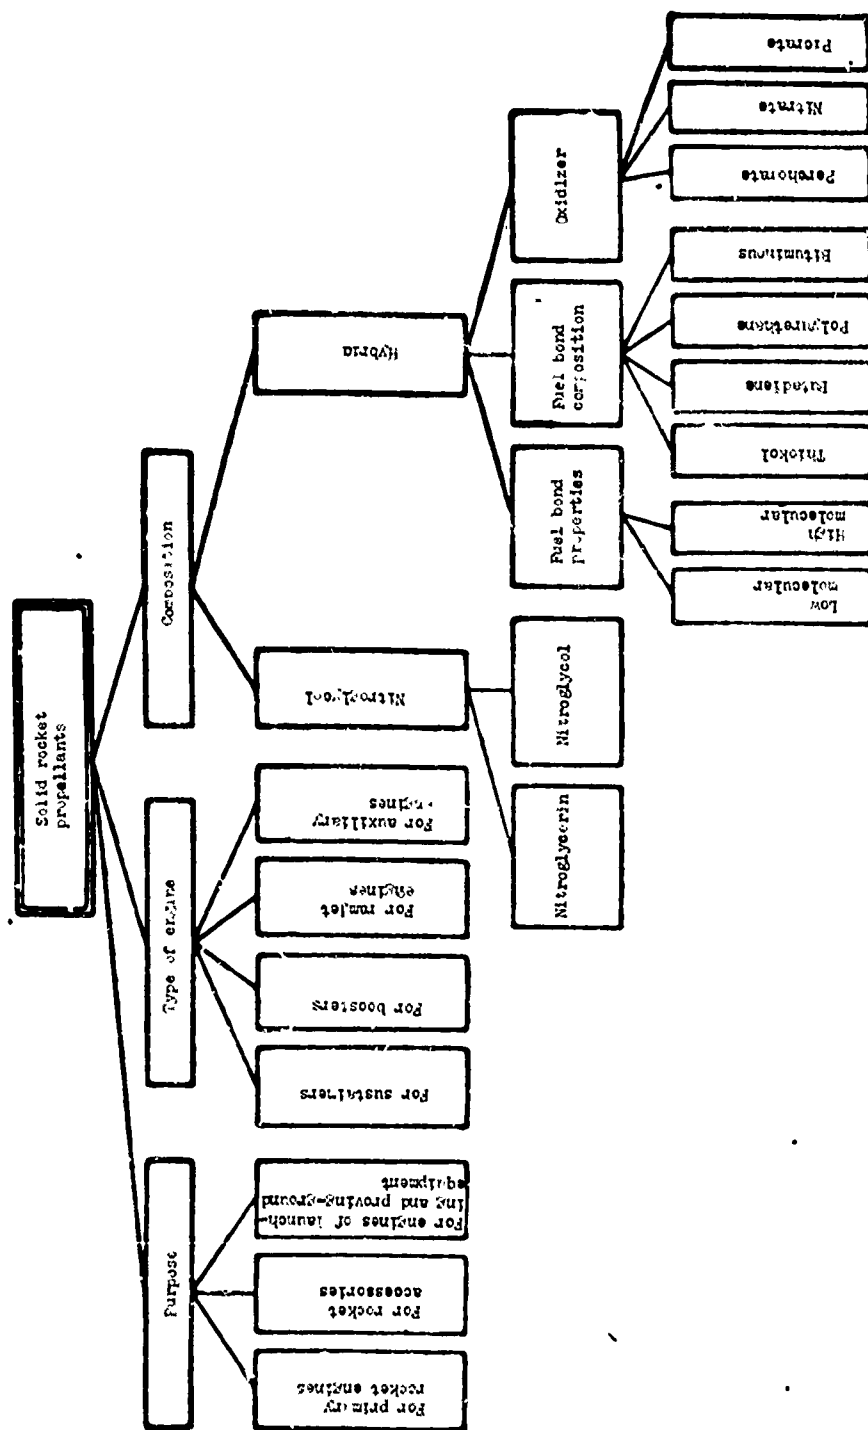 Solid rocket
propellants
Purpose
Type of engine
Composition
For primary
rocket engines
For rocket
accessories
For engines of launch-
ing and proving-ground
equipment
For sustainers
For boosters
For ramjet
engines
For auxiliary
engines
Nitroglycol
Hybria
Nitroglycerin
Nitroglycol
Fuel bond
properties
Fuel bond
composition
Oxidizer
Low
molecular
High
molecular
Thiokol
Butadiene
Polyurethane
Bituminous
Perchorate
Nitrate
Picrate